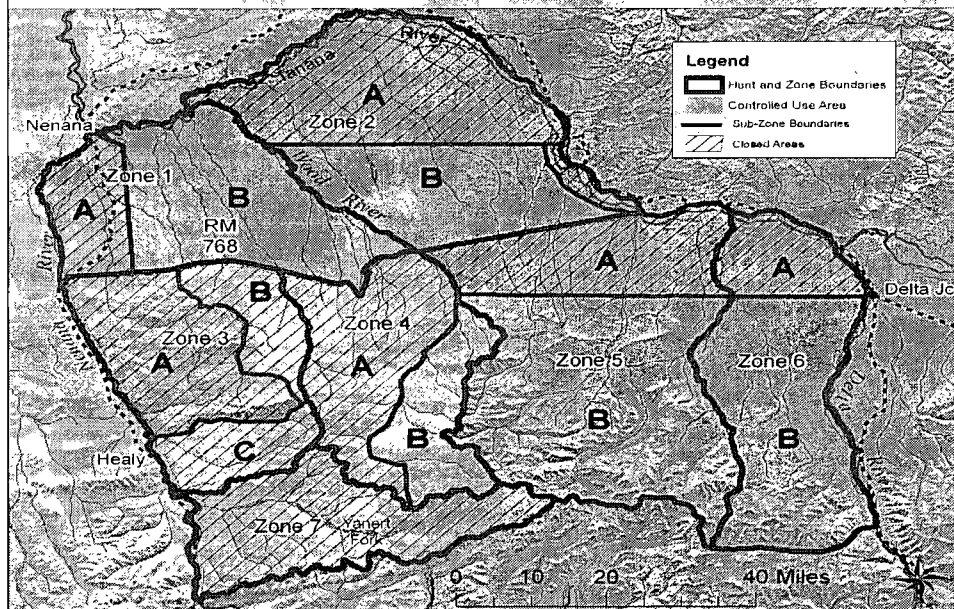 River
Tanana
Legend
Hunt and Zone Boundaries
Controlled Use Area
Sub-Zone Boundaries
Closed Areas
A
Zone 2
Nenana
Zone 1
B
A
RM
768
Wood
River
B
River
Nenana
A
A
Delta Jc
B
Zone 3
A
Zone 4
A
Zone 5
B
Zone 6
B
Delta
River
B
Healy
C
Zone 7
Yanert
Fork
0 10 20 40 Miles